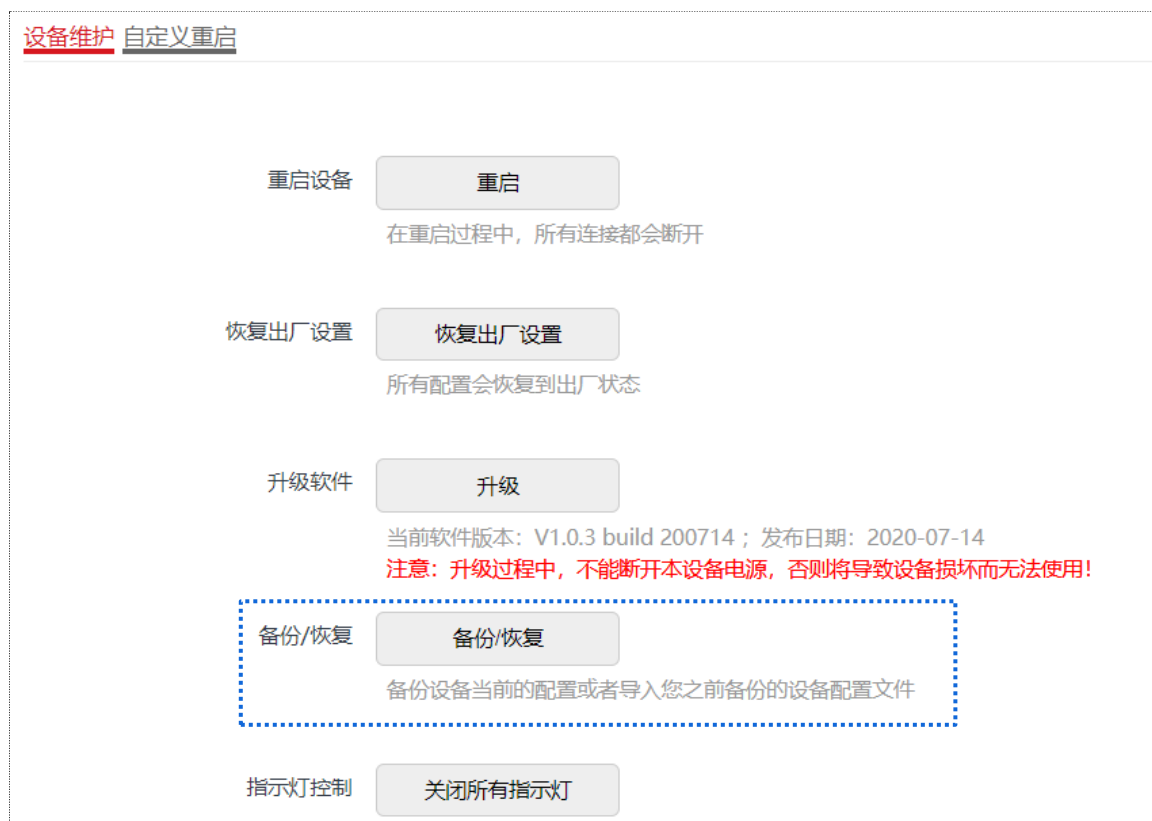 设备维护 自定义重启
重启设备 重启
在重启过程中，所有连接都会断开
恢复出厂设置 恢复出厂设置
所有配置会恢复到出厂状态
升级软件 升级
当前软件版本：V1.0.3 build 200714；发布日期：2020-07-14
注意：升级过程中，不能断开本设备电源，否则将导致设备损坏而无法使用！
备份/恢复 备份/恢复
备份设备当前的配置或者导入您之前备份的设备配置文件
指示灯控制 关闭所有指示灯